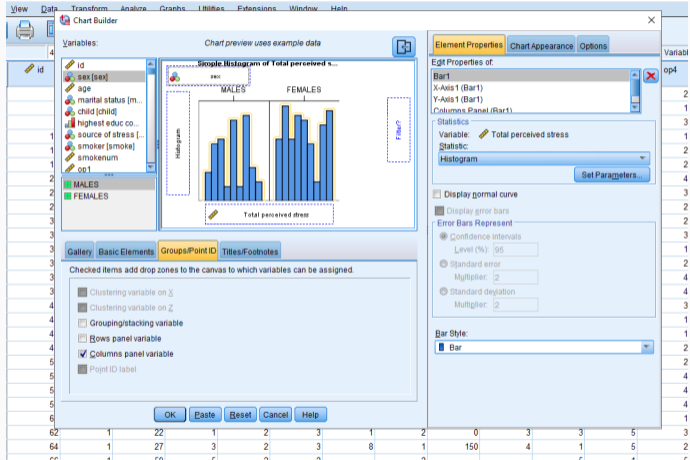 View Data Transform Analyze Graphs Utilities Extensions Window Help
Chart Builder
Variables:
Chart preview uses example data
id
sex [sex]
age
marital status [m...
child [child]
highest educ co...
source of stress [...
smoker [smoke]
smokenum
op1
MALES
FEMALES
Simple Histogram of Total perceived s...
sex
MALES FEMALES
Histogram
Filter?
Total perceived stress
Gallery Basic Elements Groups/Point ID Titles/Footnotes
Checked items add drop zones to the canvas to which variables can be assigned.
Clustering variable on X
Clustering variable on Z
Grouping/stacking variable
Rows panel variable
Columns panel variable
Point ID label
OK Paste Reset Cancel Help
Element Properties Chart Appearance Options
Edit Properties of:
Bar1
X-Axis1 (Bar1)
Y-Axis1 (Bar1)
Columns Panel (Bar1)
Statistics
Variable: Total perceived stress
Statistic:
Histogram
Set Parameters...
Display normal curve
Display error bars
Error Bars Represent
Confidence intervals
Level (%): 95
Standard error
Multiplier: 2
Standard deviation
Multiplier: 2
Bar Style:
Bar
id
Variabl
op4
62 1 22 1 2 3 1 2 0 3 3 5 3
64 1 27 3 2 3 8 1 150 4 1 5 2